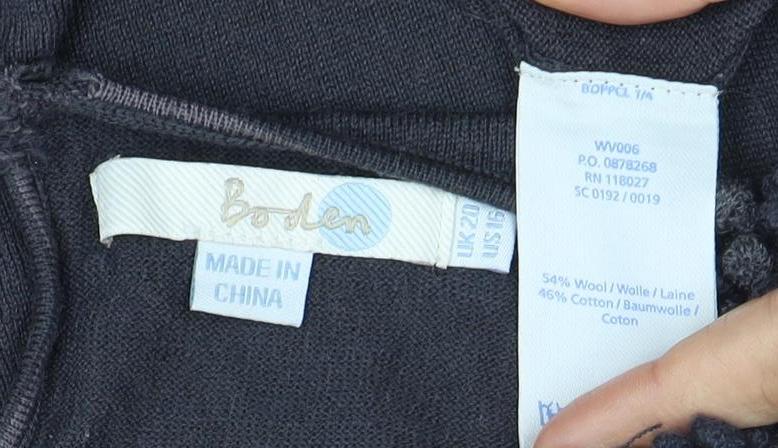 Boden
UK 20
US 16
MADE IN
CHINA
BOPPCL 1/4
WV006
P.O. 0878268
RN 118027
SC 0192 / 0019
54% Wool / Wolle / Laine
46% Cotton / Baumwolle /
Coton